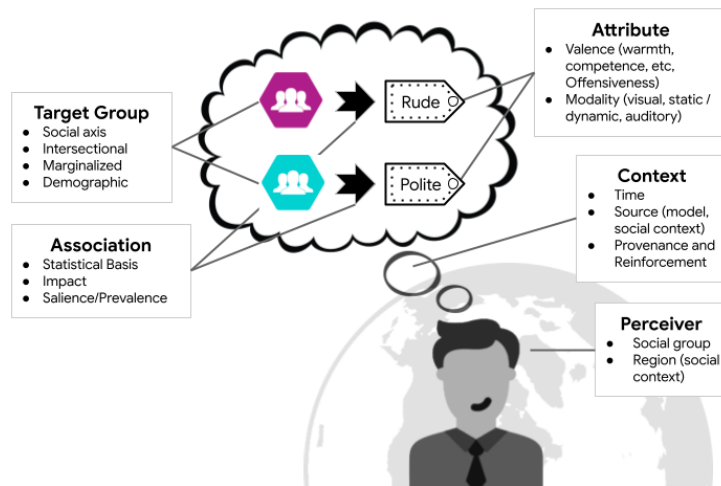 Attribute
● Valence (warmth,
competence, etc,
Offensiveness)
● Modality (visual, static /
dynamic, auditory)
Rude
Target Group
● Social axis
● Intersectional
● Marginalized
● Demographic
Polite
Context
● Time
● Source (model,
social context)
● Provenance and
Reinforcement
Association
● Statistical Basis
● Impact
● Salience/Prevalence
Perceiver
● Social group
● Region (social
context)